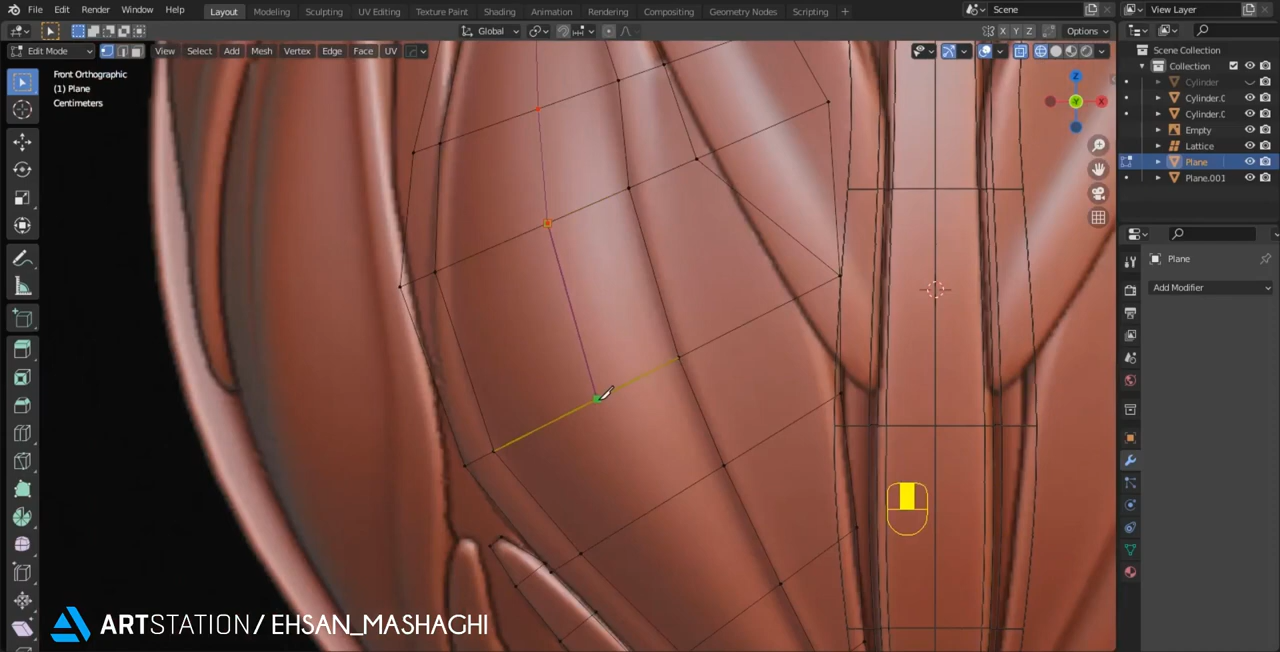 File Edit Render Window Help Layout Modeling Sculpting UV Editing Texture Paint Shading Animation Rendering Compositing Geometry Nodes Scripting + Scene View Layer
Global Options
Edit Mode View Select Add Mesh Vertex Edge Face UV X Y Z
Front Orthographic
(1) Plane
Centimeters
Z
Y
X
Scene Collection
Collection
Cylinder
Cylinder.0
Cylinder.0
Empty
Lattice
Plane
Plane.001
Plane
Add Modifier
ARTSTATION/ EHSAN_MASHAGHI